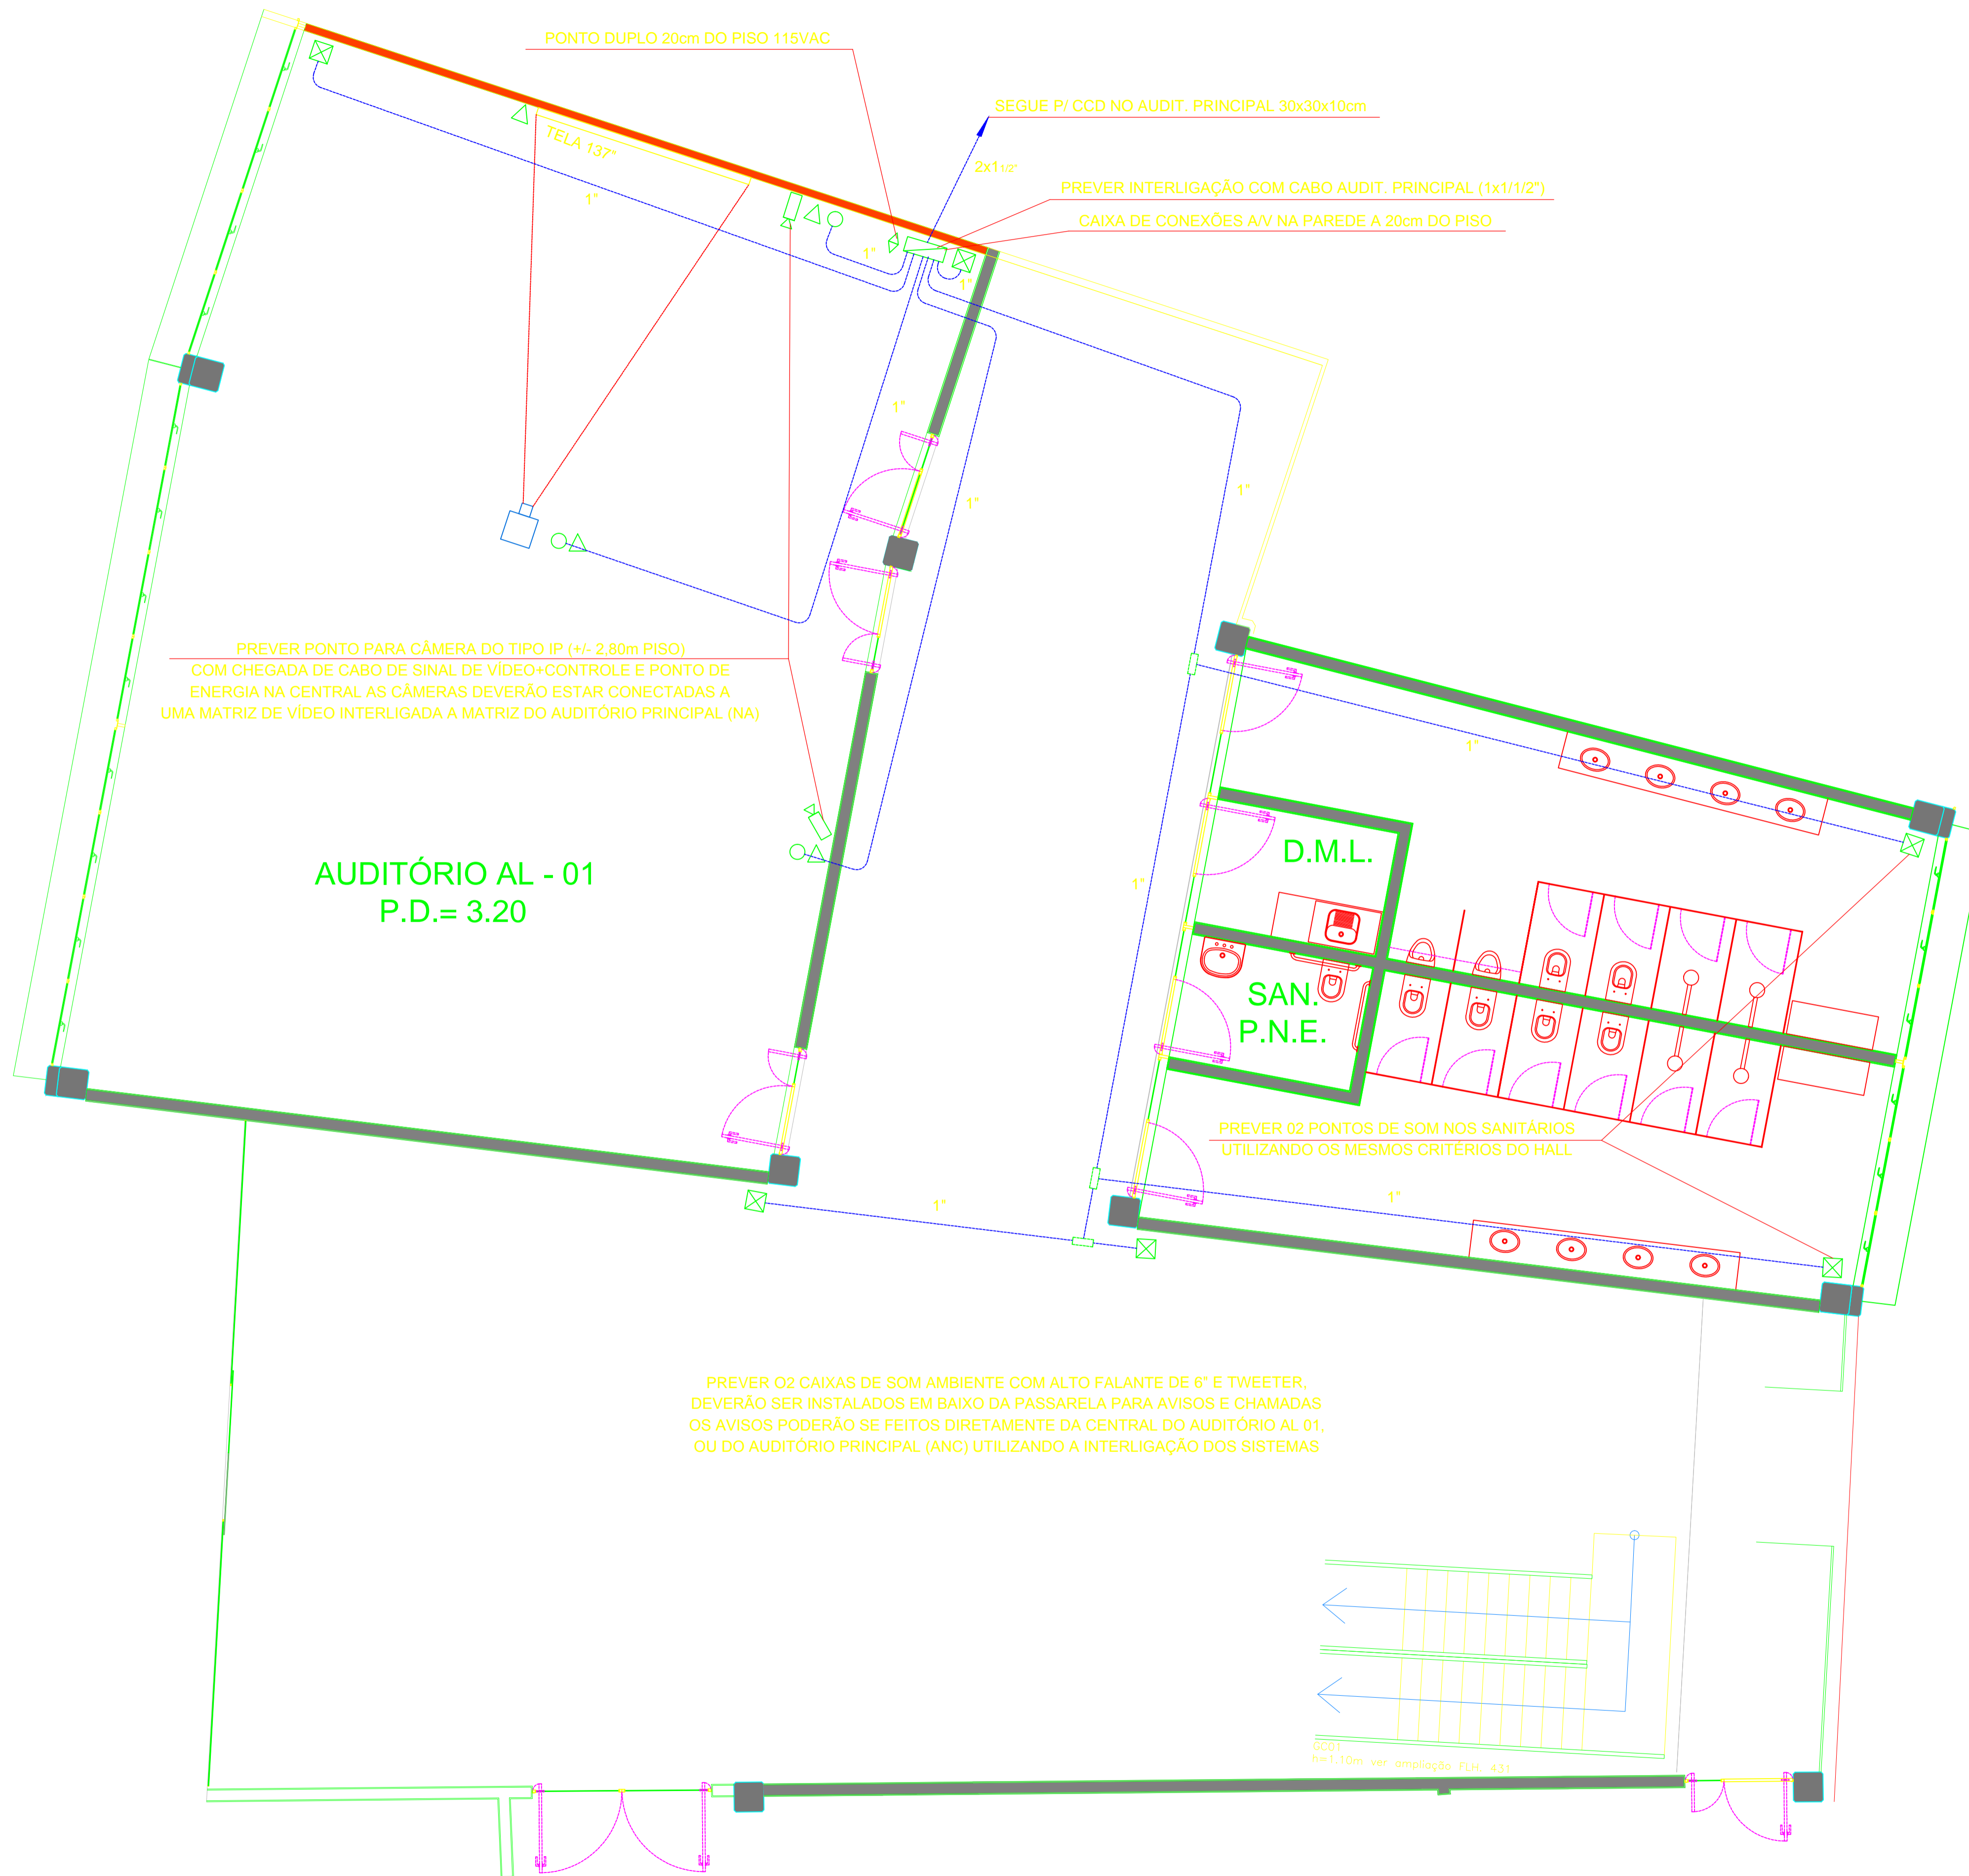 PONTO DUPLO 20cm DO PISO 115VAC
SEGUE P/ CCD NO AUDIT. PRINCIPAL 30x30x10cm
TELA 137"
2x11/2"
PREVER INTERLIGAÇÃO COM CABO AUDIT. PRINCIPAL (1x1/1/2")
1"
CAIXA DE CONEXÕES A/V NA PAREDE A 20cm DO PISO
1"
1"
1"
1"
1"
PREVER PONTO PARA CÂMERA DO TIPO IP (+/- 2,80m PISO)
COM CHEGADA DE CABO DE SINAL DE VÍDEO+CONTROLE E PONTO DE
ENERGIA NA CENTRAL AS CÂMERAS DEVERÃO ESTAR CONECTADAS A
UMA MATRIZ DE VÍDEO INTERLIGADA A MATRIZ DO AUDITÓRIO PRINCIPAL (NA)
1"
D.M.L.
AUDITÓRIO AL - 01
P.D.= 3.20
1"
SAN.
P.N.E.
PREVER 02 PONTOS DE SOM NOS SANITÁRIOS
UTILIZANDO OS MESMOS CRITÉRIOS DO HALL
1"
1"
PREVER O2 CAIXAS DE SOM AMBIENTE COM ALTO FALANTE DE 6" E TWEETER,
DEVERÃO SER INSTALADOS EM BAIXO DA PASSARELA PARA AVISOS E CHAMADAS
OS AVISOS PODERÃO SE FEITOS DIRETAMENTE DA CENTRAL DO AUDITÓRIO AL 01,
OU DO AUDITÓRIO PRINCIPAL (ANC) UTILIZANDO A INTERLIGAÇÃO DOS SISTEMAS
h=1.10m ver ampliação